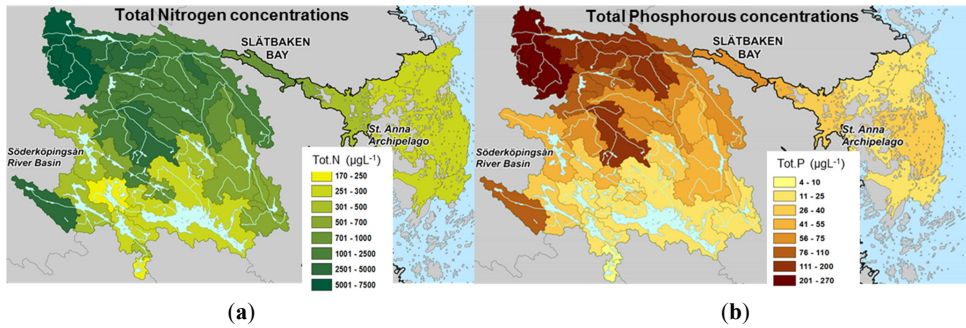 Total Nitrogen concentrations
SLÄTBAKEN
BAY
Söderköpingsån
River Basin
St. Anna
Archipelago
Tot.N (µgL-1)
170 - 250
251 - 300
301 - 500
501 - 700
701 - 1000
1001 - 2500
2501 - 5000
5001 - 7500
(a)
Total Phosphorous concentrations
SLÄTBAKEN
BAY
Söderköpingsån
River Basin
St. Anna
Archipelago
Tot.P (µgL-1)
4 - 10
11 - 25
26 - 40
41 - 55
56 - 75
76 - 110
111 - 200
201 - 270
(b)